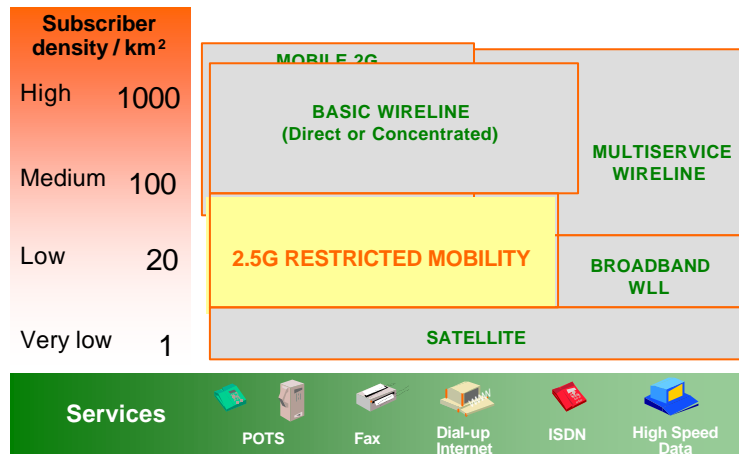 Subscriber
density / km²
High 1000
Medium 100
Low 20
Very low 1
MOBILE 2G
BASIC WIRELINE
(Direct or Concentrated)
MULTISERVICE
WIRELINE
2.5G RESTRICTED MOBILITY
BROADBAND
WLL
SATELLITE
Services
POTS
Fax
Dial-up
Internet
ISDN
High Speed
Data